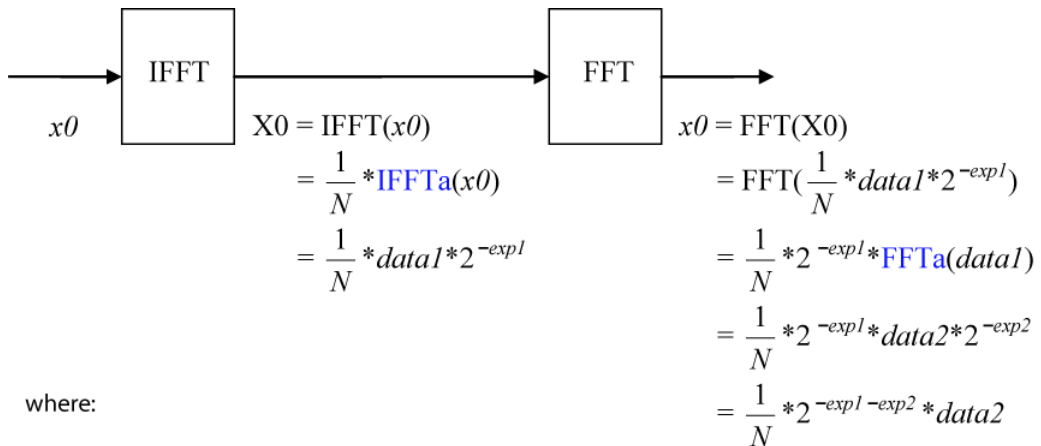 IFFT
FFT
x0
X0 = IFFT(x0)
= 1/N *IFFTa(x0)
= 1/N *data1*2^−exp1
x0 = FFT(X0)
= FFT(1/N *data1*2^−exp1)
= 1/N *2^−exp1*FFTa(data1)
= 1/N *2^−exp1*data2*2^−exp2
= 1/N *2^−exp1−exp2*data2
where: